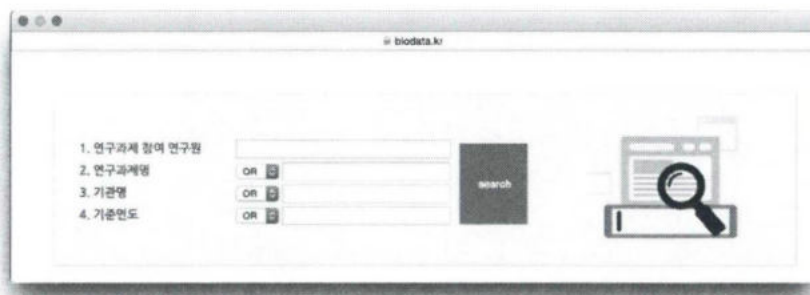 biodata.kr
1. 연구과제 참여 연구원
2. 연구과제명 OR
3. 기관명 OR
4. 기준연도 OR
search